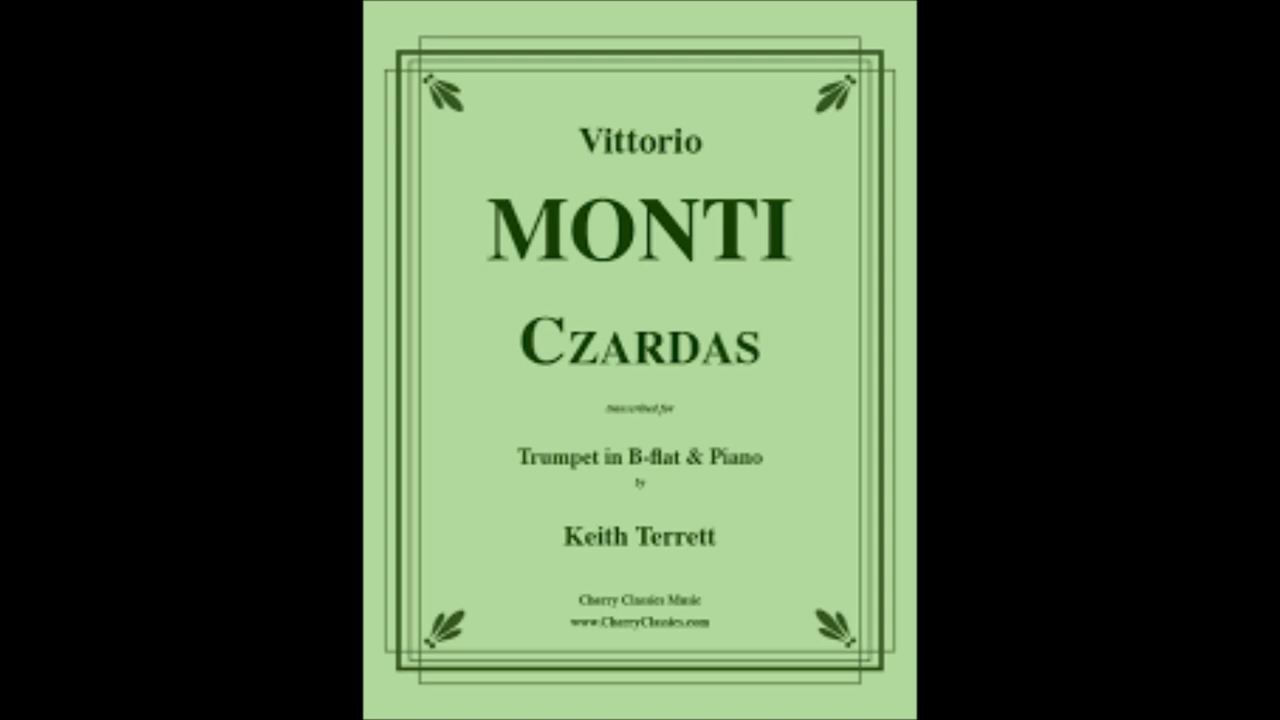 Vittorio
MONTI
CZARDAS
transcribed for
Trumpet in B-flat & Piano
by
Keith Terrett
Cherry Classics Music
www.CherryClassics.com